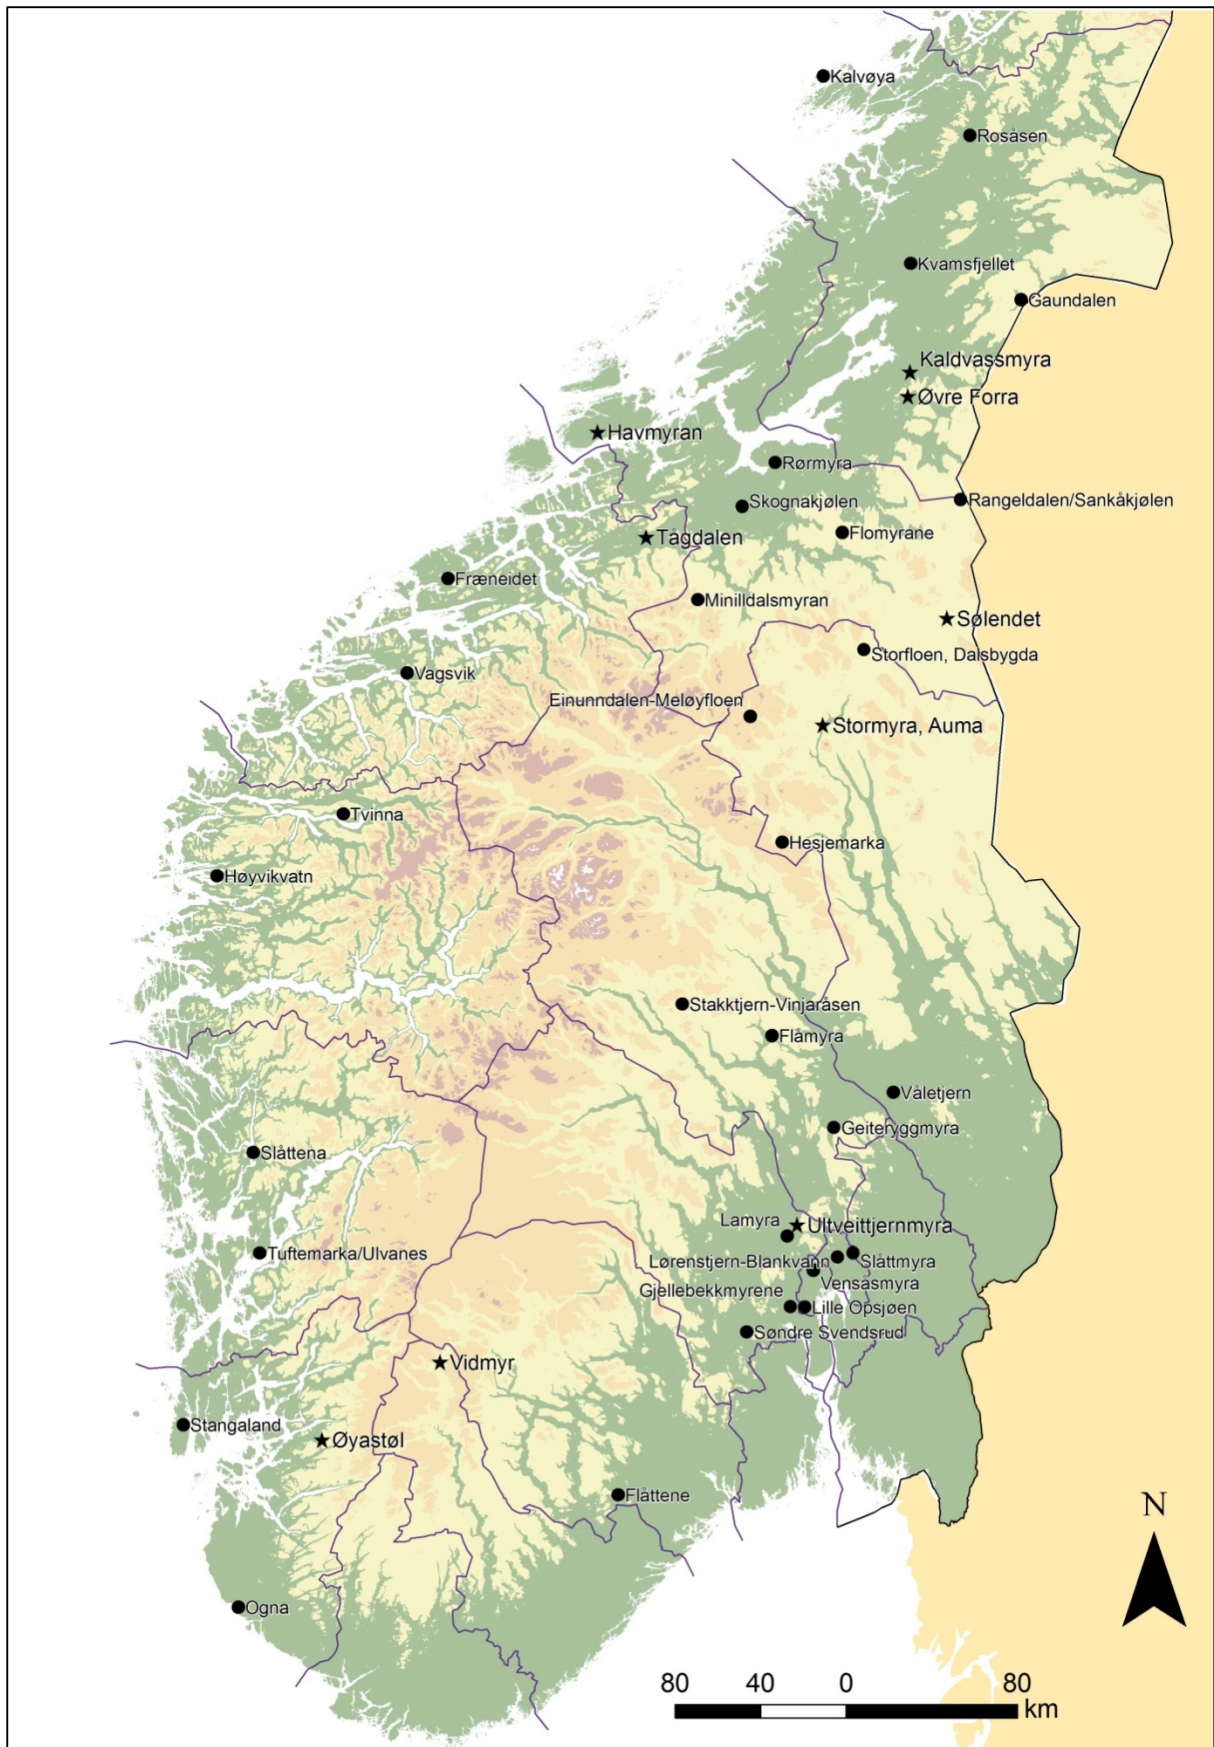 Kalvøya
Rosåsen
Kvamsfjellet
Gaundalen
Kaldvassmyra
Øvre Forra
Havmyran
Rørmyra
Skognakjølen
Rangeldalen/Sankåkjølen
Flomyrane
Tågdalen
Fræneidet
Minilldalsmyran
Sølendet
Storfloen, Dalsbygda
Vagsvik
Einunndalen-Meløyfloen
Stormyra, Auma
Tvinna
Hesjemarka
Høyvikvatn
Stakktjern-Vinjaråsen
Flåmyra
Våletjern
Geiteryggmyra
Slåttena
Lamyra
Ultveittjernmyra
Tuftemarka/Ulvanes
Lørenstjern-Blankvann
Slåttmyra
Vensåsmyra
Gjellebekkmyrene
Lille Opsjøen
Søndre Svendsrud
Vidmyr
Stangaland
Øyastøl
Flåttene
N
Ogna
80 40 0 80
km